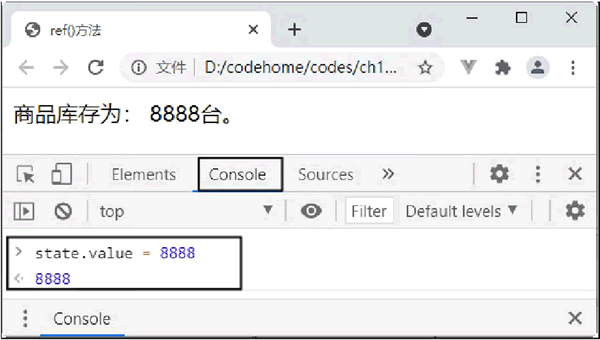 ref()方法
文件 D:/codehome/codes/ch1...
商品库存为： 8888台。
Elements Console Sources »
top Filter Default levels ▼
> state.value = 8888
<· 8888
Console